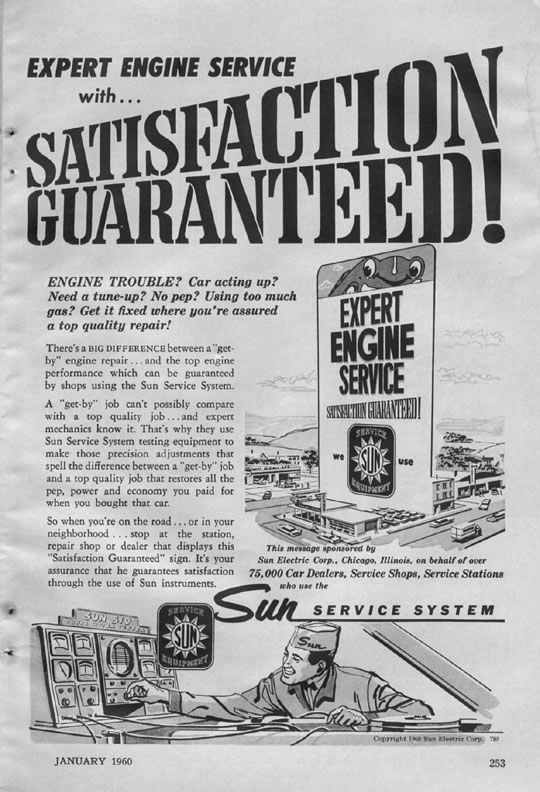 EXPERT ENGINE SERVICE
with...
SATISFACTION
GUARANTEED!
ENGINE TROUBLE? Car acting up?
Need a tune-up? No pep? Using too much
gas? Get it fixed where you're assured
a top quality repair!
There's a BIG DIFFERENCE between a "get-
by" engine repair...and the top engine
performance which can be guaranteed
by shops using the Sun Service System.
A "get-by" job can't possibly compare
with a top quality job...and expert
mechanics know it. That's why they use
Sun Service System testing equipment to
make those precision adjustments that
spell the difference between a "get-by" job
and a top quality job that restores all the
pep, power and economy you paid for
when you bought that car.
So when you're on the road...or in your
neighborhood...stop at the station,
repair shop or dealer that displays this
"Satisfaction Guaranteed" sign. It's your
assurance that he guarantees satisfaction
through the use of Sun instruments.
EXPERT
ENGINE
SERVICE
SATISFACTION GUARANTEED!
SERVICE
we SUN use
EQUIPMENT
This message sponsored by
Sun Electric Corp., Chicago, Illinois, on behalf of over
75,000 Car Dealers, Service Shops, Service Stations
who use the
Sun SERVICE SYSTEM
SUN 510
SERVICE
SUN
EQUIPMENT
Sun
Copyright 1960 Sun Electric Corp. 789
JANUARY 1960
253